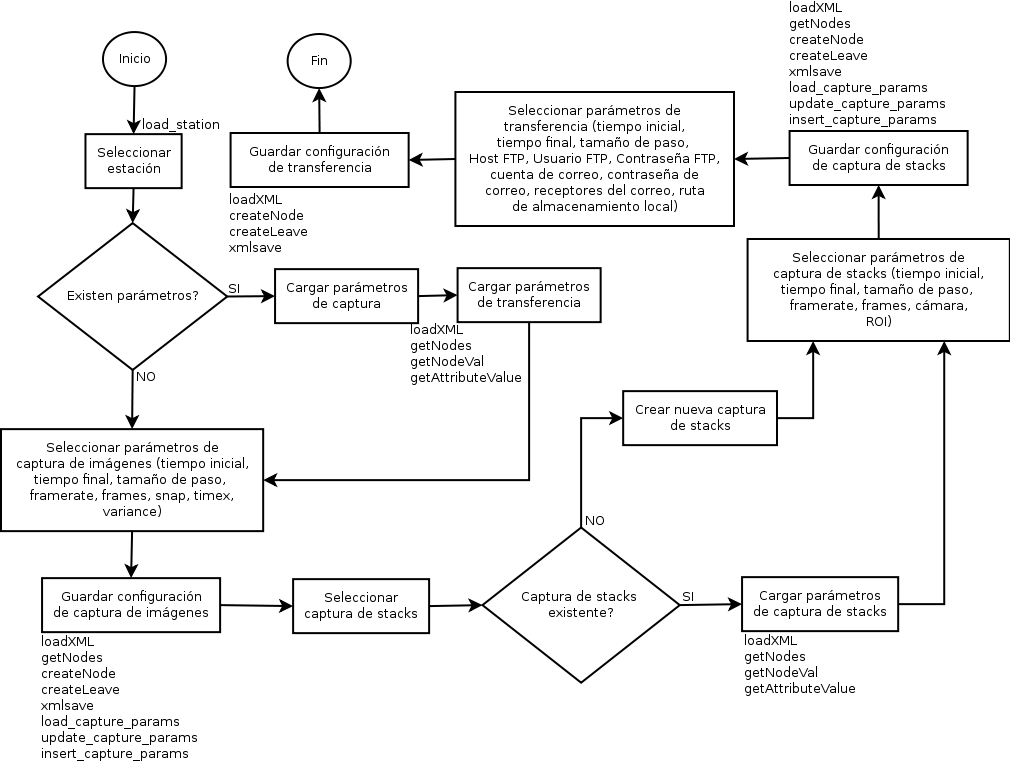 Inicio
load_station
Seleccionar
estación
Existen parámetros?
SI
NO
Cargar parámetros
de captura
Cargar parámetros
de transferencia
loadXML
getNodes
getNodeVal
getAttributeValue
Seleccionar parámetros de
captura de imágenes (tiempo inicial,
tiempo final, tamaño de paso,
framerate, frames, snap, timex,
variance)
Guardar configuración
de captura de imágenes
loadXML
getNodes
createNode
createLeave
xmlsave
load_capture_params
update_capture_params
insert_capture_params
Seleccionar
captura de stacks
Captura de stacks
existente?
NO
SI
Crear nueva captura
de stacks
Cargar parámetros
de captura de stacks
loadXML
getNodes
getNodeVal
getAttributeValue
Seleccionar parámetros de
captura de stacks (tiempo inicial,
tiempo final, tamaño de paso,
framerate, frames, cámara,
ROI)
Guardar configuración
de captura de stacks
loadXML
getNodes
createNode
createLeave
xmlsave
load_capture_params
update_capture_params
insert_capture_params
Seleccionar parámetros de
transferencia (tiempo inicial,
tiempo final, tamaño de paso,
Host FTP, Usuario FTP, Contraseña FTP,
cuenta de correo, contraseña de
correo, receptores del correo, ruta
de almacenamiento local)
Guardar configuración
de transferencia
loadXML
createNode
createLeave
xmlsave
Fin